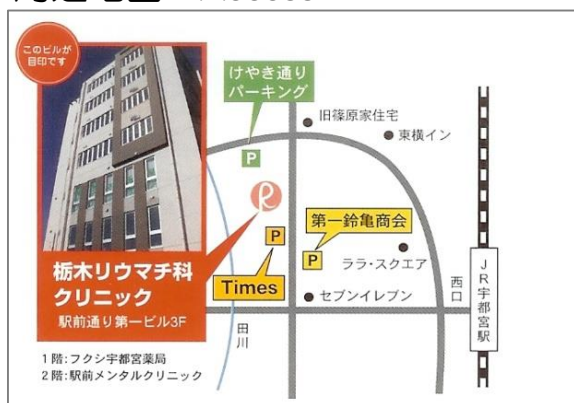 このビルが
目印です
けやき通り
パーキング
P
旧篠原家住宅
東横イン
R
第一鈴亀商会
P
P
ララ・スクエア
Times
セブンイレブン
栃木リウマチ科
クリニック
駅前通り第一ビル3F
田川
西口
JR宇都宮駅
1階:フクシ宇都宮薬局
2階:駅前メンタルクリニック